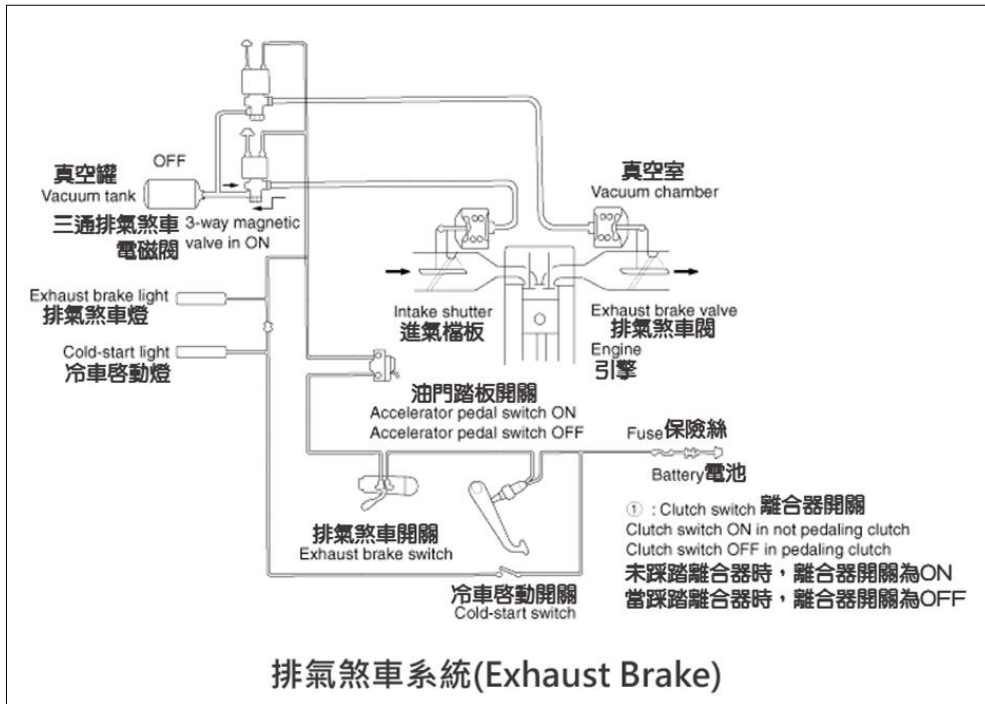 OFF
真空罐
Vacuum tank
三通排氣煞車
電磁閥
3-way magnetic
valve in ON
真空室
Vacuum chamber
Exhaust brake light
排氣煞車燈
Cold-start light
冷車啓動燈
Intake shutter
進氣檔板
Exhaust brake valve
排氣煞車閥
Engine
引擎
油門踏板開關
Accelerator pedal switch ON
Accelerator pedal switch OFF
Fuse保險絲
Battery電池
排氣煞車開關
Exhaust brake switch
① : Clutch switch 離合器開關
Clutch switch ON in not pedaling clutch
Clutch switch OFF in pedaling clutch
未踩踏離合器時，離合器開關為ON
當踩踏離合器時，離合器開關為OFF
冷車啓動開關
Cold-start switch
排氣煞車系統(Exhaust Brake)